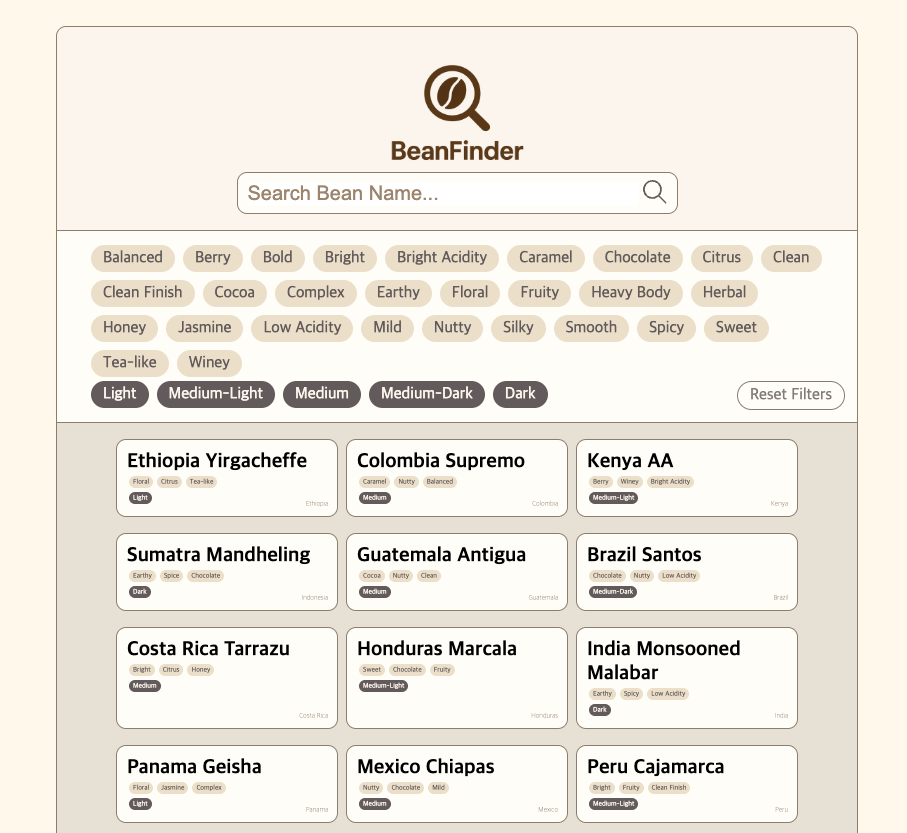 BeanFinder
Search Bean Name...
Balanced Berry Bold Bright Bright Acidity Caramel Chocolate Citrus Clean
Clean Finish Cocoa Complex Earthy Floral Fruity Heavy Body Herbal
Honey Jasmine Low Acidity Mild Nutty Silky Smooth Spicy Sweet
Tea-like Winey
Light Medium-Light Medium Medium-Dark Dark Reset Filters
Ethiopia Yirgacheffe
Floral Citrus Tea-like
Light
Ethiopia
Colombia Supremo
Caramel Nutty Balanced
Medium
Colombia
Kenya AA
Berry Winey Bright Acidity
Medium-Light
Kenya
Sumatra Mandheling
Earthy Spice Chocolate
Dark
Indonesia
Guatemala Antigua
Cocoa Nutty Clean
Medium
Guatemala
Brazil Santos
Chocolate Nutty Low Acidity
Medium-Dark
Brazil
Costa Rica Tarrazu
Bright Citrus Honey
Medium
Costa Rica
Honduras Marcala
Sweet Chocolate Fruity
Medium-Light
Honduras
India Monsooned
Malabar
Earthy Spicy Low Acidity
Dark
India
Panama Geisha
Floral Jasmine Complex
Light
Panama
Mexico Chiapas
Nutty Chocolate Mild
Medium
Mexico
Peru Cajamarca
Bright Fruity Clean Finish
Medium-Light
Peru